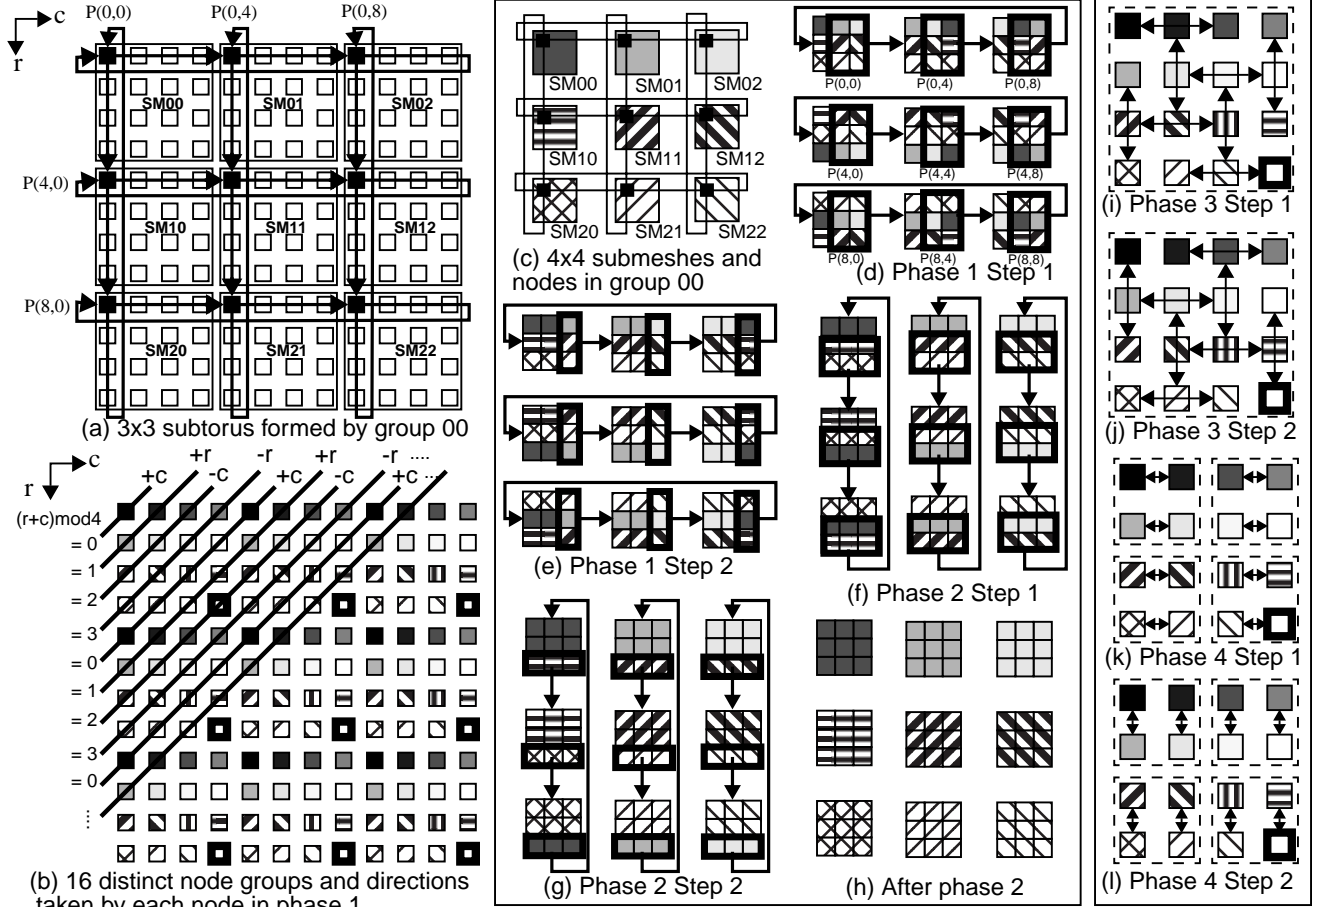 P(0,0)
P(0,4)
P(0,8)
c
r
SM00
SM01
SM02
P(4,0)
SM10
SM11
SM12
P(8,0)
SM20
SM21
SM22
(a) 3x3 subtorus formed by group 00
c
r
+r
-r
+r
-r ....
+c
-c
+c
-c
+c ....
(r+c)mod4
= 0
= 1
= 2
= 3
= 0
= 1
= 2
= 3
= 0
(b) 16 distinct node groups and directions
taken by each node in phase 1
SM00
SM01
SM02
SM10
SM11
SM12
SM20
SM21
SM22
(c) 4x4 submeshes and
nodes in group 00
P(0,0)
P(0,4)
P(0,8)
P(4,0)
P(4,4)
P(4,8)
P(8,0)
P(8,4)
P(8,8)
(d) Phase 1 Step 1
(e) Phase 1 Step 2
(f) Phase 2 Step 1
(g) Phase 2 Step 2
(h) After phase 2
(i) Phase 3 Step 1
(j) Phase 3 Step 2
(k) Phase 4 Step 1
(l) Phase 4 Step 2